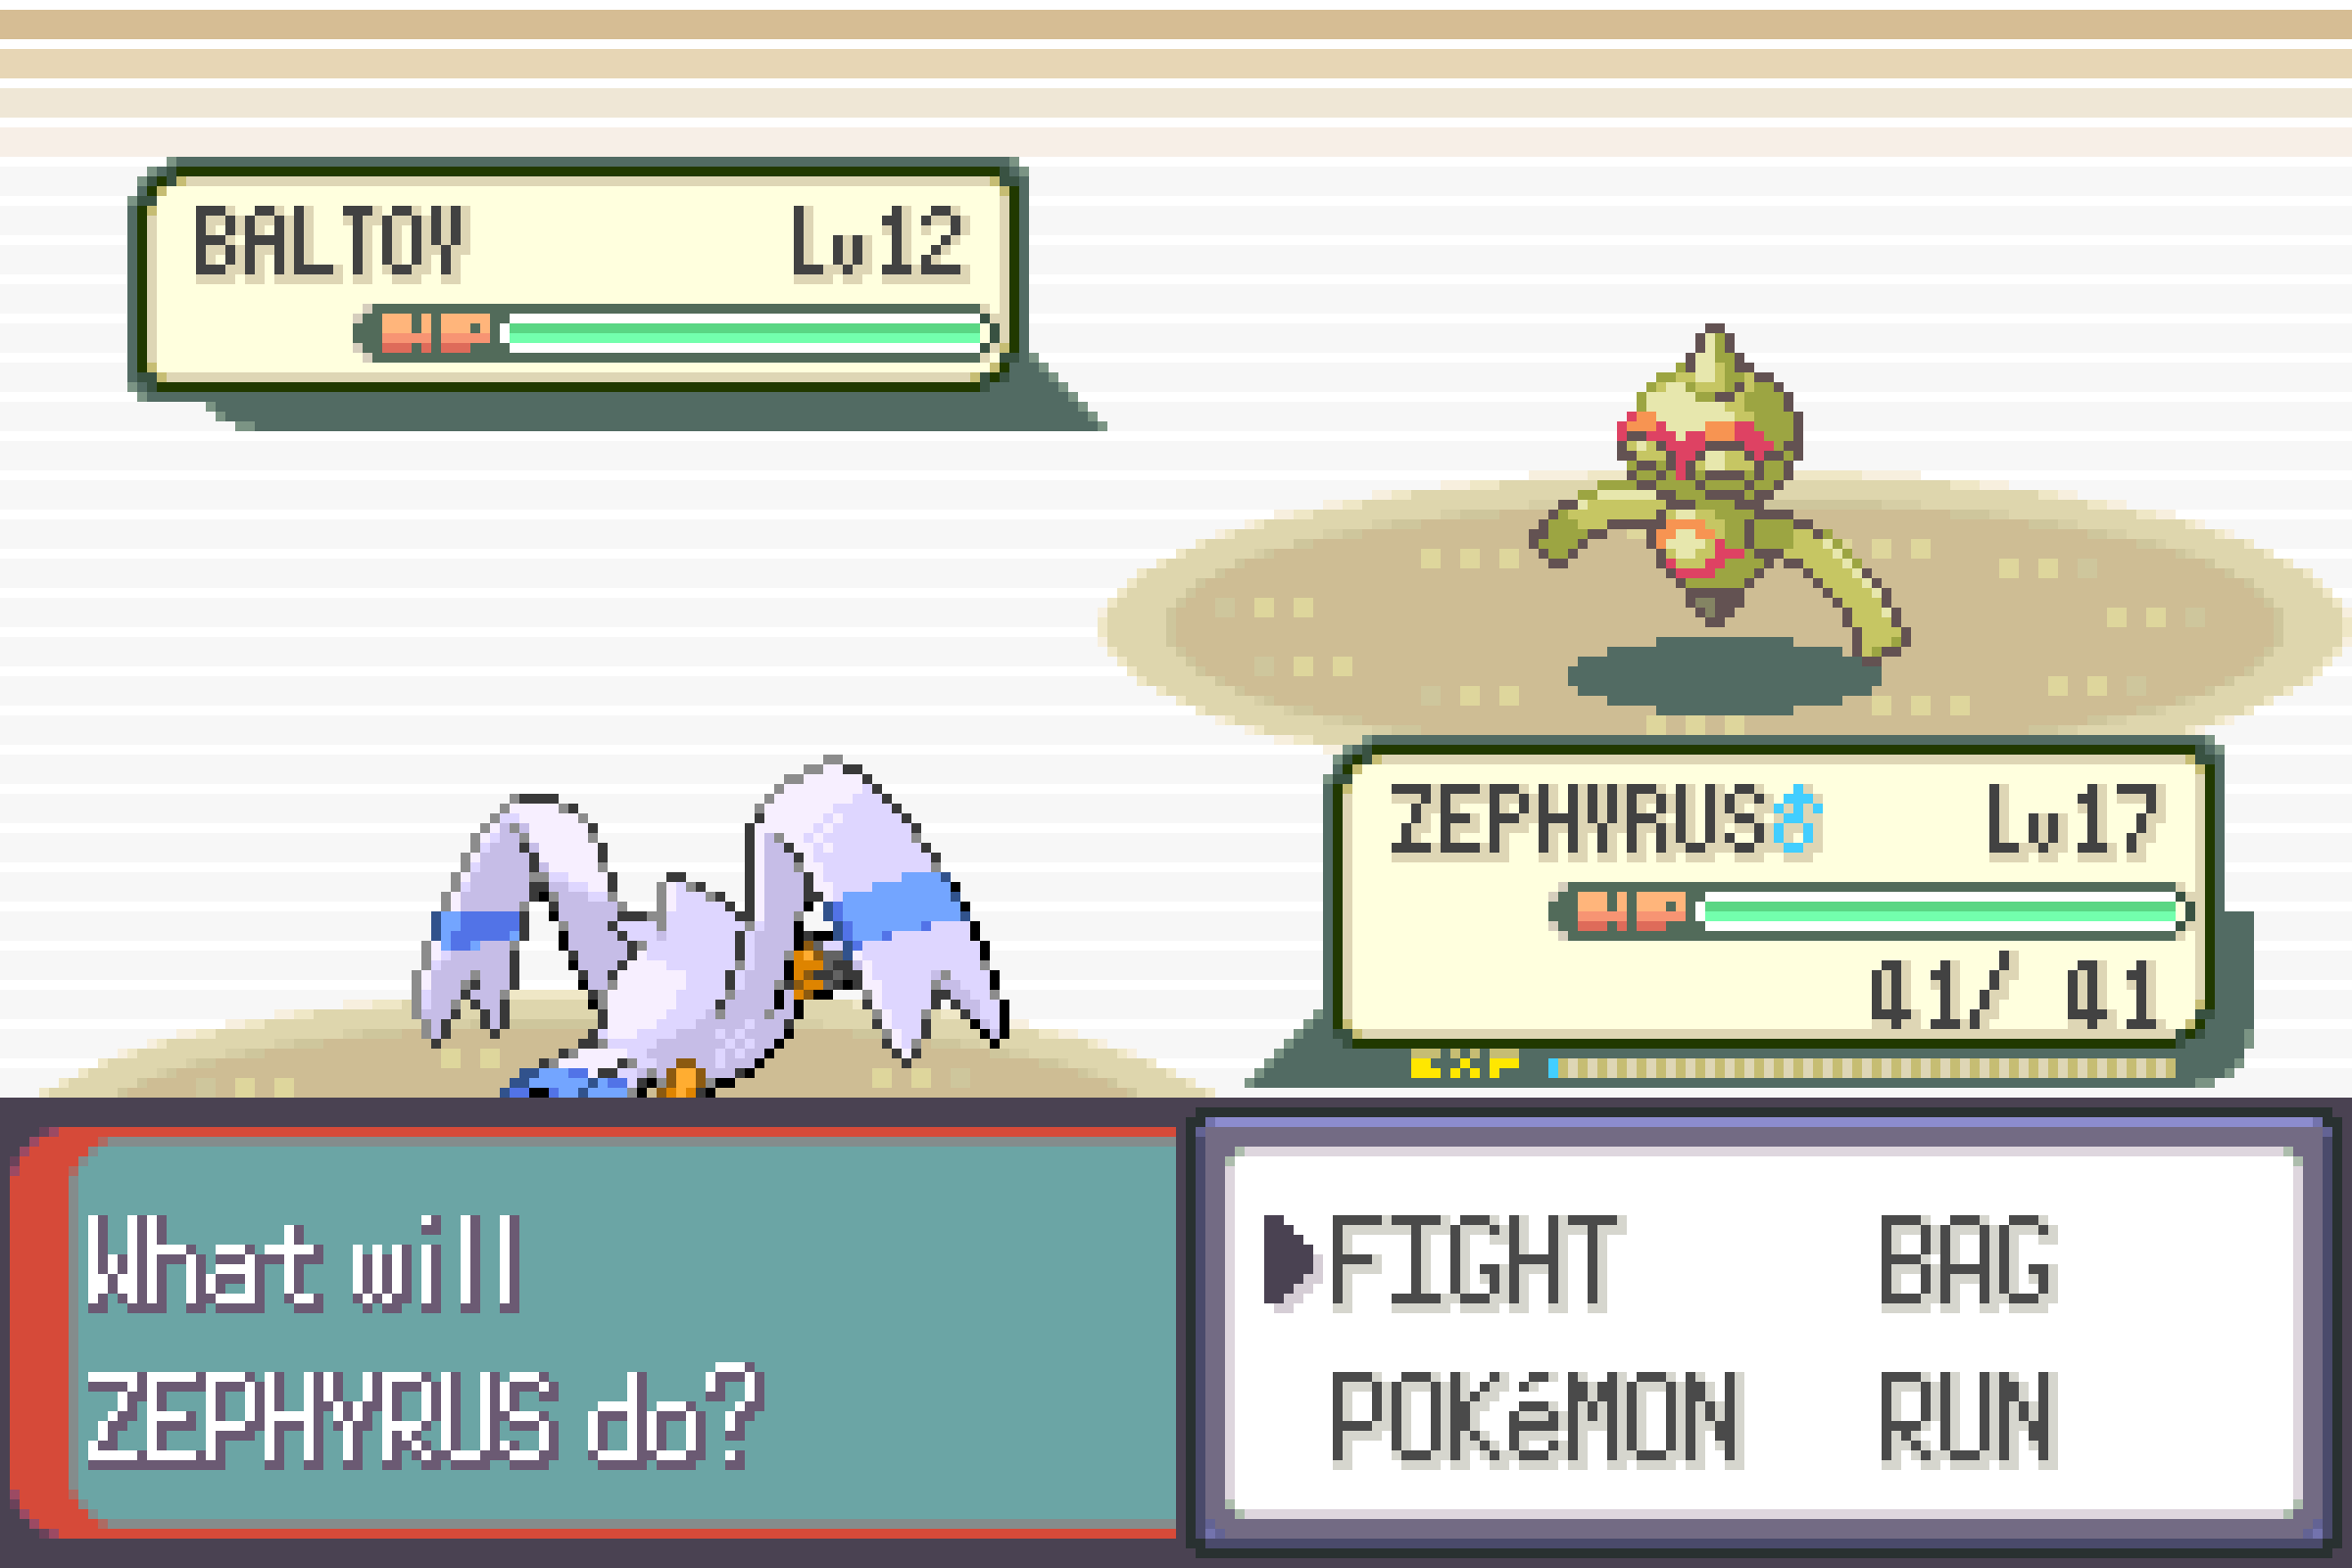 BALTOY Lv12
HP
ZEPHYRUS♂ Lv17
HP
41/ 41
EXP
What will
ZEPHYRUS do?
FIGHT BAG
POKéMON RUN